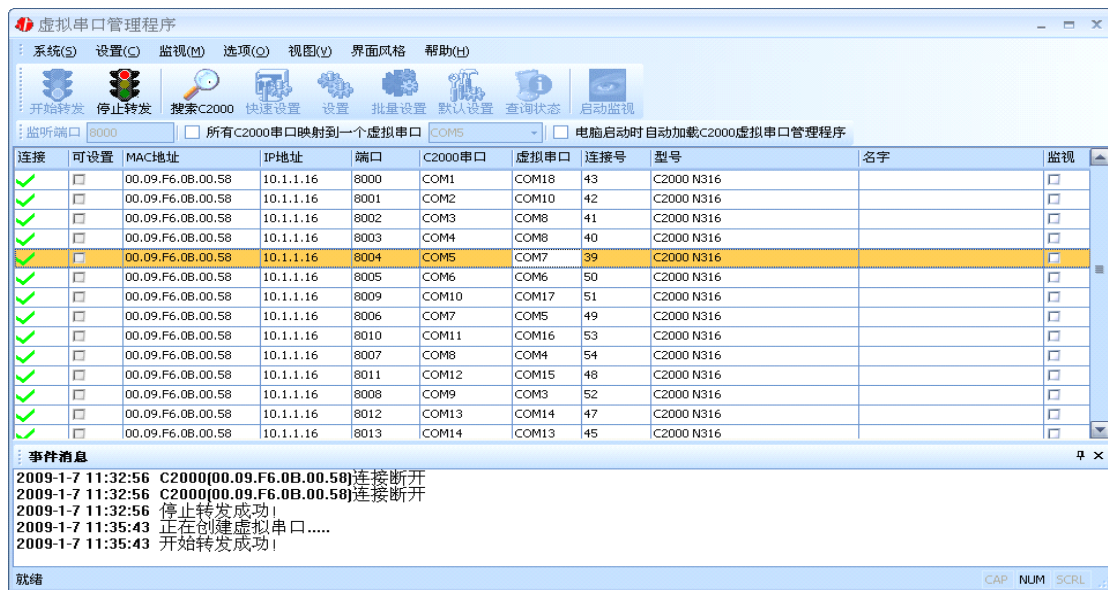 虚拟串口管理程序
系统(S) 设置(C) 监视(M) 选项(O) 视图(V) 界面风格 帮助(H)
开始转发 停止转发 搜索C2000 快速设置 设置 批量设置 默认设置 查询状态 启动监视
监听端口 8000 所有C2000串口映射到一个虚拟串口 COM5 电脑启动时自动加载C2000虚拟串口管理程序
连接 可设置 MAC地址 IP地址 端口 C2000串口 虚拟串口 连接号 型号 名字 监视
00.09.F6.0B.00.58 10.1.1.16 8000 COM1 COM18 43 C2000 N316
00.09.F6.0B.00.58 10.1.1.16 8001 COM2 COM10 42 C2000 N316
00.09.F6.0B.00.58 10.1.1.16 8002 COM3 COM8 41 C2000 N316
00.09.F6.0B.00.58 10.1.1.16 8003 COM4 COM8 40 C2000 N316
00.09.F6.0B.00.58 10.1.1.16 8004 COM5 COM7 39 C2000 N316
00.09.F6.0B.00.58 10.1.1.16 8005 COM6 COM6 50 C2000 N316
00.09.F6.0B.00.58 10.1.1.16 8009 COM10 COM17 51 C2000 N316
00.09.F6.0B.00.58 10.1.1.16 8006 COM7 COM5 49 C2000 N316
00.09.F6.0B.00.58 10.1.1.16 8010 COM11 COM16 53 C2000 N316
00.09.F6.0B.00.58 10.1.1.16 8007 COM8 COM4 54 C2000 N316
00.09.F6.0B.00.58 10.1.1.16 8011 COM12 COM15 48 C2000 N316
00.09.F6.0B.00.58 10.1.1.16 8008 COM9 COM3 52 C2000 N316
00.09.F6.0B.00.58 10.1.1.16 8012 COM13 COM14 47 C2000 N316
00.09.F6.0B.00.58 10.1.1.16 8013 COM14 COM13 45 C2000 N316
事件消息
2009-1-7 11:32:56 C2000(00.09.F6.0B.00.58)连接断开
2009-1-7 11:32:56 C2000(00.09.F6.0B.00.58)连接断开
2009-1-7 11:32:56 停止转发成功!
2009-1-7 11:35:43 正在创建虚拟串口.....
2009-1-7 11:35:43 开始转发成功!
就绪 CAP NUM SCRL